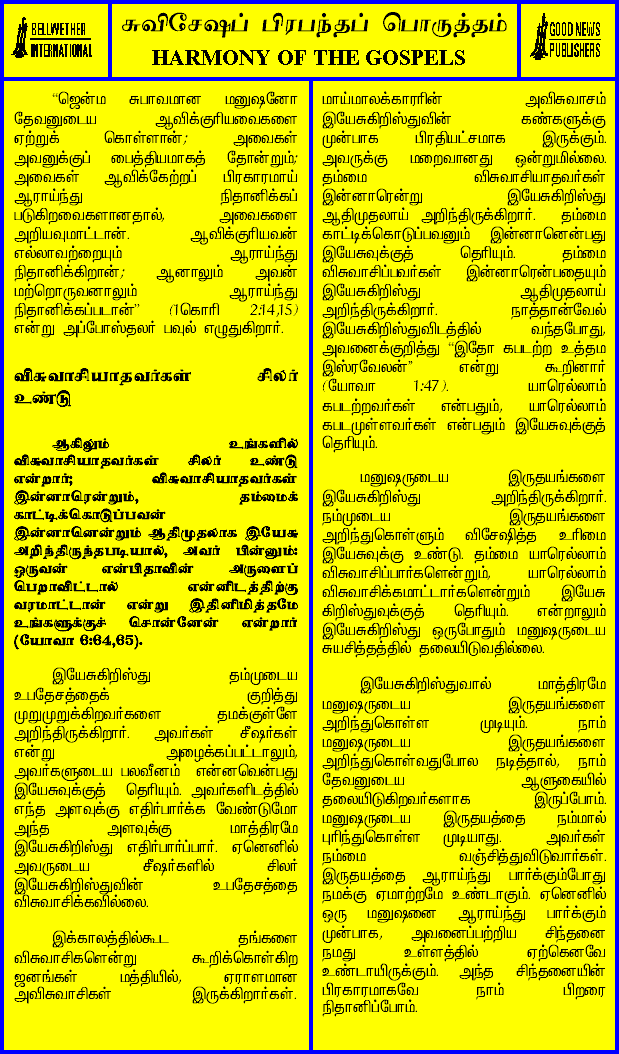 BELLWETHER
INTERNATIONAL
சுவிசேஷப் பிரபந்தப் பொருத்தம்
HARMONY OF THE GOSPELS
GOOD NEWS
PUBLISHERS
“ஜென்ம சுபாவமான மனுஷனோ
தேவனுடைய ஆவிக்குரியவைகளை
ஏற்றுக் கொள்ளான்; அவைகள்
அவனுக்குப் பைத்தியமாகத் தோன்றும்;
அவைகள் ஆவிக்கேற்றப் பிரகாரமாய்
ஆராய்ந்து நிதானிக்கப்
படுகிறவைகளானதால், அவைகளை
அறியவுமாட்டான். ஆவிக்குரியவன்
எல்லாவற்றையும் ஆராய்ந்து
நிதானிக்கிறான்; ஆனாலும் அவன்
மற்றொருவனாலும் ஆராய்ந்து
நிதானிக்கப்படான்” (1கொரி 2:14,15)
என்று அப்போஸ்தலர் பவுல் எழுதுகிறார்.
விசுவாசியாதவர்கள் சிலர்
உண்டு
ஆகிலும் உங்களில்
விசுவாசியாதவர்கள் சிலர் உண்டு
என்றார்; விசுவாசியாதவர்கள்
இன்னாரென்றும், தம்மைக்
காட்டிக்கொடுப்பவன்
இன்னானென்றும் ஆதிமுதலாக இயேசு
அறிந்திருந்தபடியால், அவர் பின்னும்:
ஒருவன் என்பிதாவின் அருளைப்
பெறாவிட்டால் என்னிடத்திற்கு
வரமாட்டான் என்று இதினிமித்தமே
உங்களுக்குச் சொன்னேன் என்றார்
(யோவா 6:64,65).
இயேசுகிறிஸ்து தம்முடைய
உபதேசத்தைக் குறித்து
முறுமுறுக்கிறவர்களை தமக்குள்ளே
அறிந்திருக்கிறார். அவர்கள் சீஷர்கள்
என்று அழைக்கப்பட்டாலும்,
அவர்களுடைய பலவீனம் என்னவென்பது
இயேசுவுக்குத் தெரியும். அவர்களிடத்தில்
எந்த அளவுக்கு எதிர்பார்க்க வேண்டுமோ
அந்த அளவுக்கு மாத்திரமே
இயேசுகிறிஸ்து எதிர்பார்ப்பார். ஏனெனில்
அவருடைய சீஷர்களில் சிலர்
இயேசுகிறிஸ்துவின் உபதேசத்தை
விசுவாசிக்கவில்லை.
இக்காலத்தில்கூட தங்களை
விசுவாசிகளென்று கூறிக்கொள்கிற
ஜனங்கள் மத்தியில், ஏராளமான
அவிசுவாசிகள் இருக்கிறார்கள்.
மாய்மாலக்காரரின் அவிசுவாசம்
இயேசுகிறிஸ்துவின் கண்களுக்கு
முன்பாக பிரதியட்சமாக இருக்கும்.
அவருக்கு மறைவானது ஒன்றுமில்லை.
தம்மை விசுவாசியாதவர்கள்
இன்னாரென்று இயேசுகிறிஸ்து
ஆதிமுதலாய் அறிந்திருக்கிறார். தம்மை
காட்டிக்கொடுப்பவனும் இன்னானென்பது
இயேசுவுக்குத் தெரியும். தம்மை
விசுவாசிப்பவர்கள் இன்னாரென்பதையும்
இயேசுகிறிஸ்து ஆதிமுதலாய்
அறிந்திருக்கிறார். நாத்தான்வேல்
இயேசுகிறிஸ்துவிடத்தில் வந்தபோது,
அவனைக்குறித்து “இதோ கபடற்ற உத்தம
இஸ்ரவேலன்” என்று கூறினார்
(யோவா 1:47). யாரெல்லாம்
கபடற்றவர்கள் என்பதும், யாரெல்லாம்
கபடமுள்ளவர்கள் என்பதும் இயேசுவுக்குத்
தெரியும்.
மனுஷருடைய இருதயங்களை
இயேசுகிறிஸ்து அறிந்திருக்கிறார்.
நம்முடைய இருதயங்களை
அறிந்துகொள்ளும் விசேஷித்த உரிமை
இயேசுவுக்கு உண்டு. தம்மை யாரெல்லாம்
விசுவாசிப்பார்களென்றும், யாரெல்லாம்
விசுவாசிக்கமாட்டார்களென்றும் இயேசு
கிறிஸ்துவுக்குத் தெரியும். என்றாலும்
இயேசுகிறிஸ்து ஒருபோதும் மனுஷருடைய
சுயசித்தத்தில் தலையிடுவதில்லை.
இயேசுகிறிஸ்துவால் மாத்திரமே
மனுஷருடைய இருதயங்களை
அறிந்துகொள்ள முடியும். நாம்
மனுஷருடைய இருதயங்களை
அறிந்துகொள்வதுபோல நடித்தால், நாம்
தேவனுடைய ஆளுகையில்
தலையிடுகிறவர்களாக இருப்போம்.
மனுஷருடைய இருதயத்தை நம்மால்
புரிந்துகொள்ள முடியாது. அவர்கள்
நம்மை வஞ்சித்துவிடுவார்கள்.
இருதயத்தை ஆராய்ந்து பார்க்கும்போது
நமக்கு ஏமாற்றமே உண்டாகும். ஏனெனில்
ஒரு மனுஷனை ஆராய்ந்து பார்க்கும்
முன்பாக, அவனைப்பற்றிய சிந்தனை
நமது உள்ளத்தில் ஏற்கெனவே
உண்டாயிருக்கும். அந்த சிந்தனையின்
பிரகாரமாகவே நாம் பிறரை
நிதானிப்போம்.